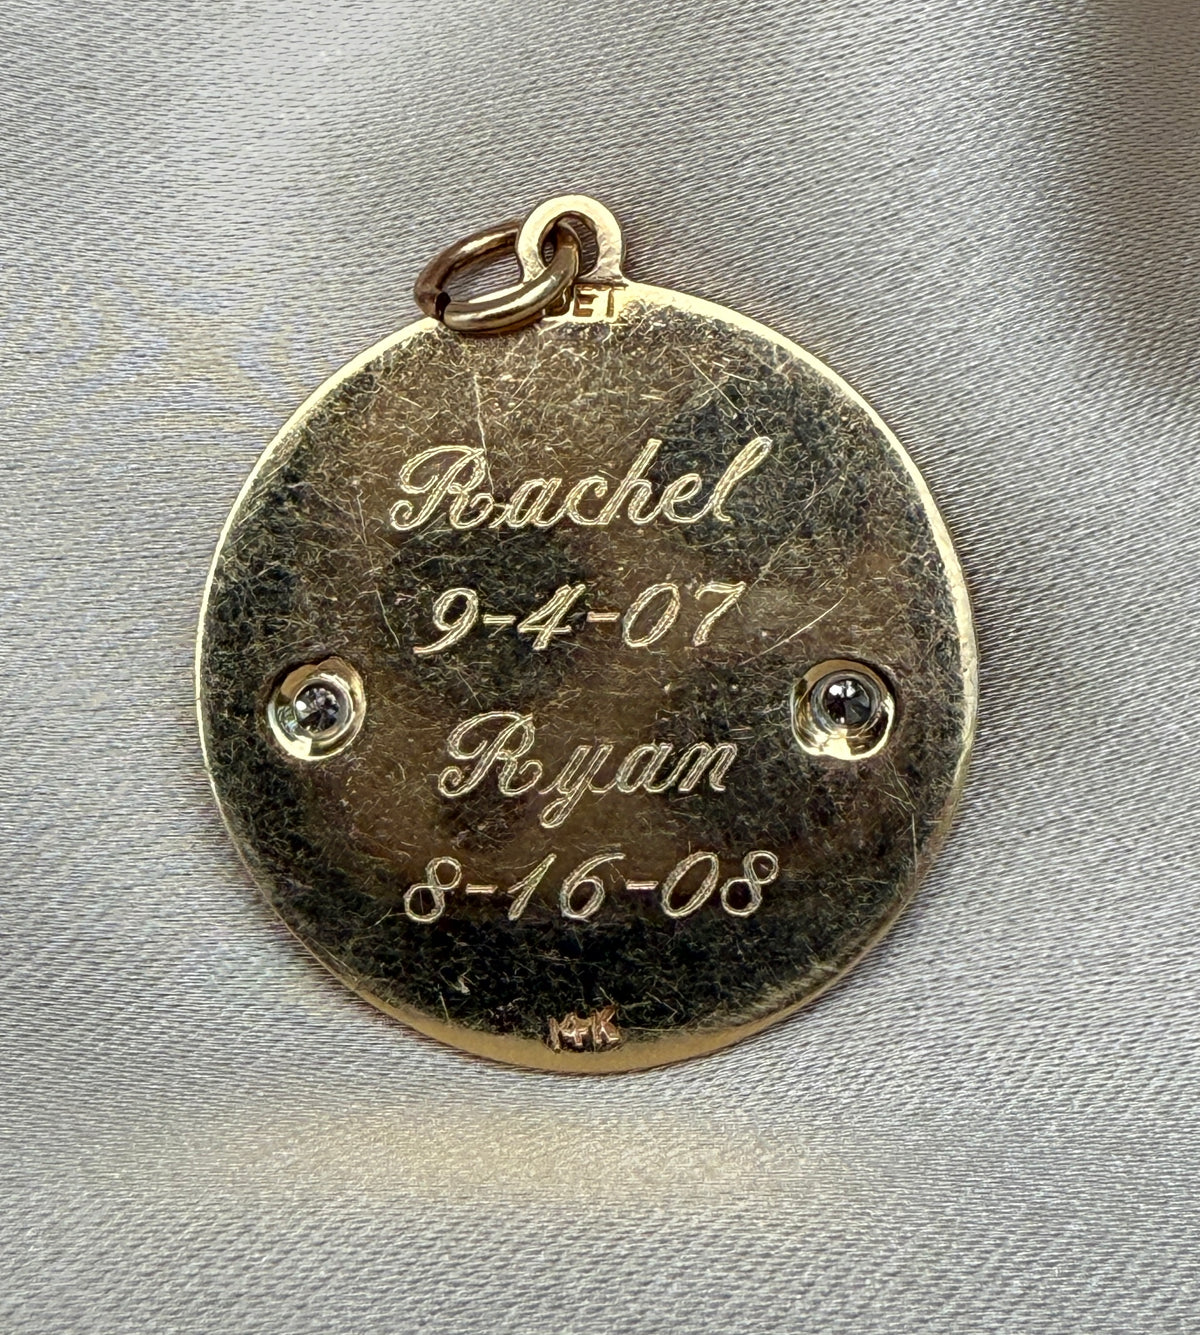 Rachel
9-4-07
Ryan
8-16-08
14K